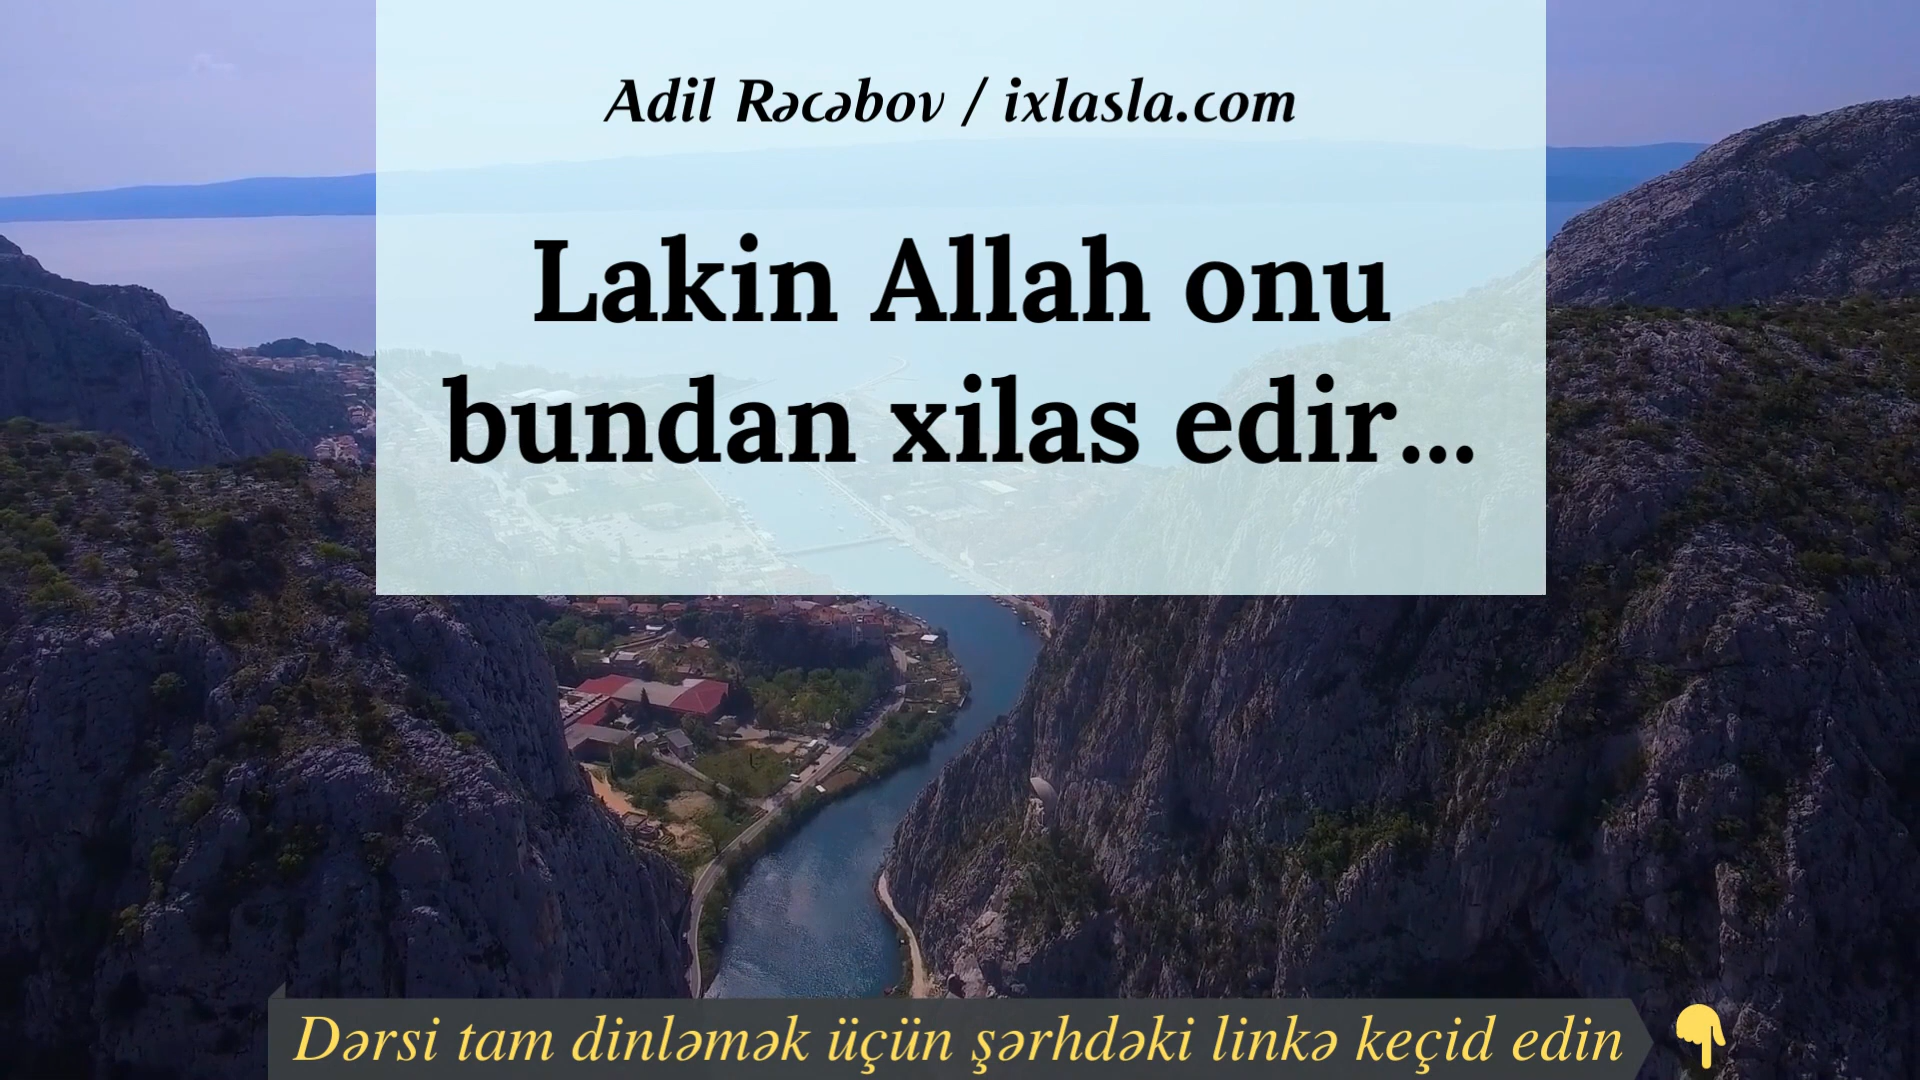 Adil Rəcəbov / ixlasla.com
Lakin Allah onu
bundan xilas edir...
Dərsi tam dinləmək üçün şərhdəki linkə keçid edin